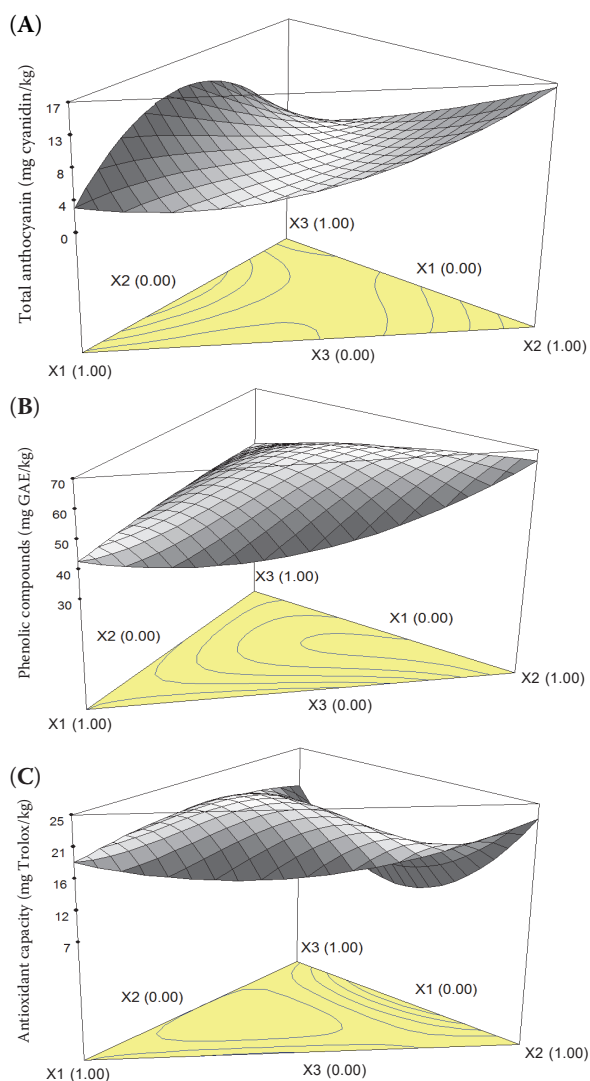 (A)
Total anthocyanin (mg cyanidin/kg)
17
13
8
4
0
X3 (1.00)
X2 (0.00)
X1 (0.00)
X1 (1.00)
X3 (0.00)
X2 (1.00)
(B)
Phenolic compounds (mg GAE/kg)
70
60
50
40
30
X3 (1.00)
X2 (0.00)
X1 (0.00)
X1 (1.00)
X3 (0.00)
X2 (1.00)
(C)
Antioxidant capacity (mg Trolox/kg)
25
21
16
12
7
X3 (1.00)
X2 (0.00)
X1 (0.00)
X1 (1.00)
X3 (0.00)
X2 (1.00)